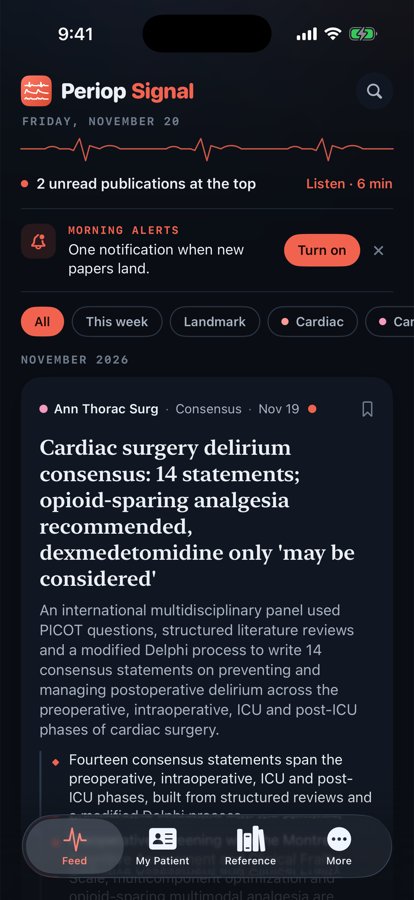 9:41
Periop Signal
FRIDAY, NOVEMBER 20
2 unread publications at the top
Listen · 6 min
MORNING ALERTS
One notification when new
papers land.
Turn on
All
This week
Landmark
Cardiac
Car
NOVEMBER 2026
Ann Thorac Surg · Consensus · Nov 19
Cardiac surgery delirium
consensus: 14 statements;
opioid-sparing analgesia
recommended,
dexmedetomidine only 'may be
considered'
An international multidisciplinary panel used
PICOT questions, structured literature reviews
and a modified Delphi process to write 14
consensus statements on preventing and
managing postoperative delirium across the
preoperative, intraoperative, ICU and post-ICU
phases of cardiac surgery.
Fourteen consensus statements span the
preoperative, intraoperative, ICU and post-
ICU phases, built from structured reviews and
a modified Delphi process
Feed
My Patient
Reference
More
Scale, multicomponent optimization and
opioid-sparing multimodal analgesia are